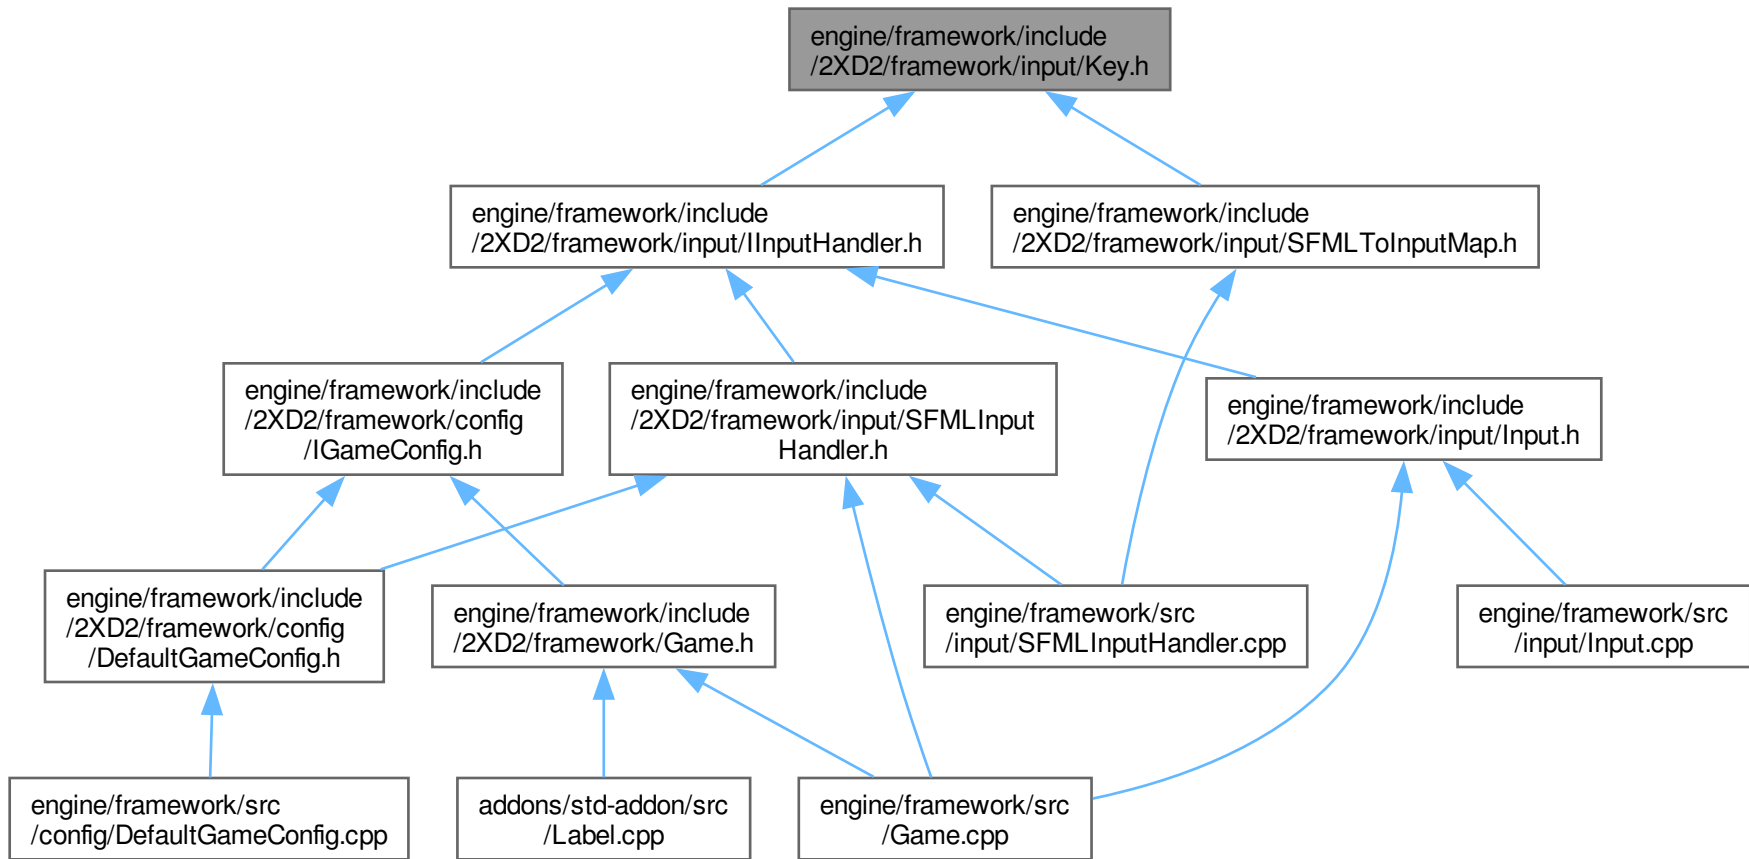 engine/framework/include
/2XD2/framework/input/Key.h
engine/framework/include
/2XD2/framework/input/IInputHandler.h
engine/framework/include
/2XD2/framework/input/SFMLToInputMap.h
engine/framework/include
/2XD2/framework/config
/IGameConfig.h
engine/framework/include
/2XD2/framework/input/SFMLInput
Handler.h
engine/framework/include
/2XD2/framework/input/Input.h
engine/framework/include
/2XD2/framework/config
/DefaultGameConfig.h
engine/framework/include
/2XD2/framework/Game.h
engine/framework/src
/input/SFMLInputHandler.cpp
engine/framework/src
/input/Input.cpp
engine/framework/src
/config/DefaultGameConfig.cpp
addons/std-addon/src
/Label.cpp
engine/framework/src
/Game.cpp